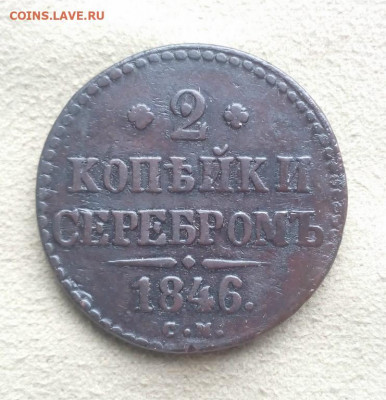 COINS.LAVE.RU
2
КОПѢЙКИ
СЕРЕБРОМЪ
1846.
С.М.